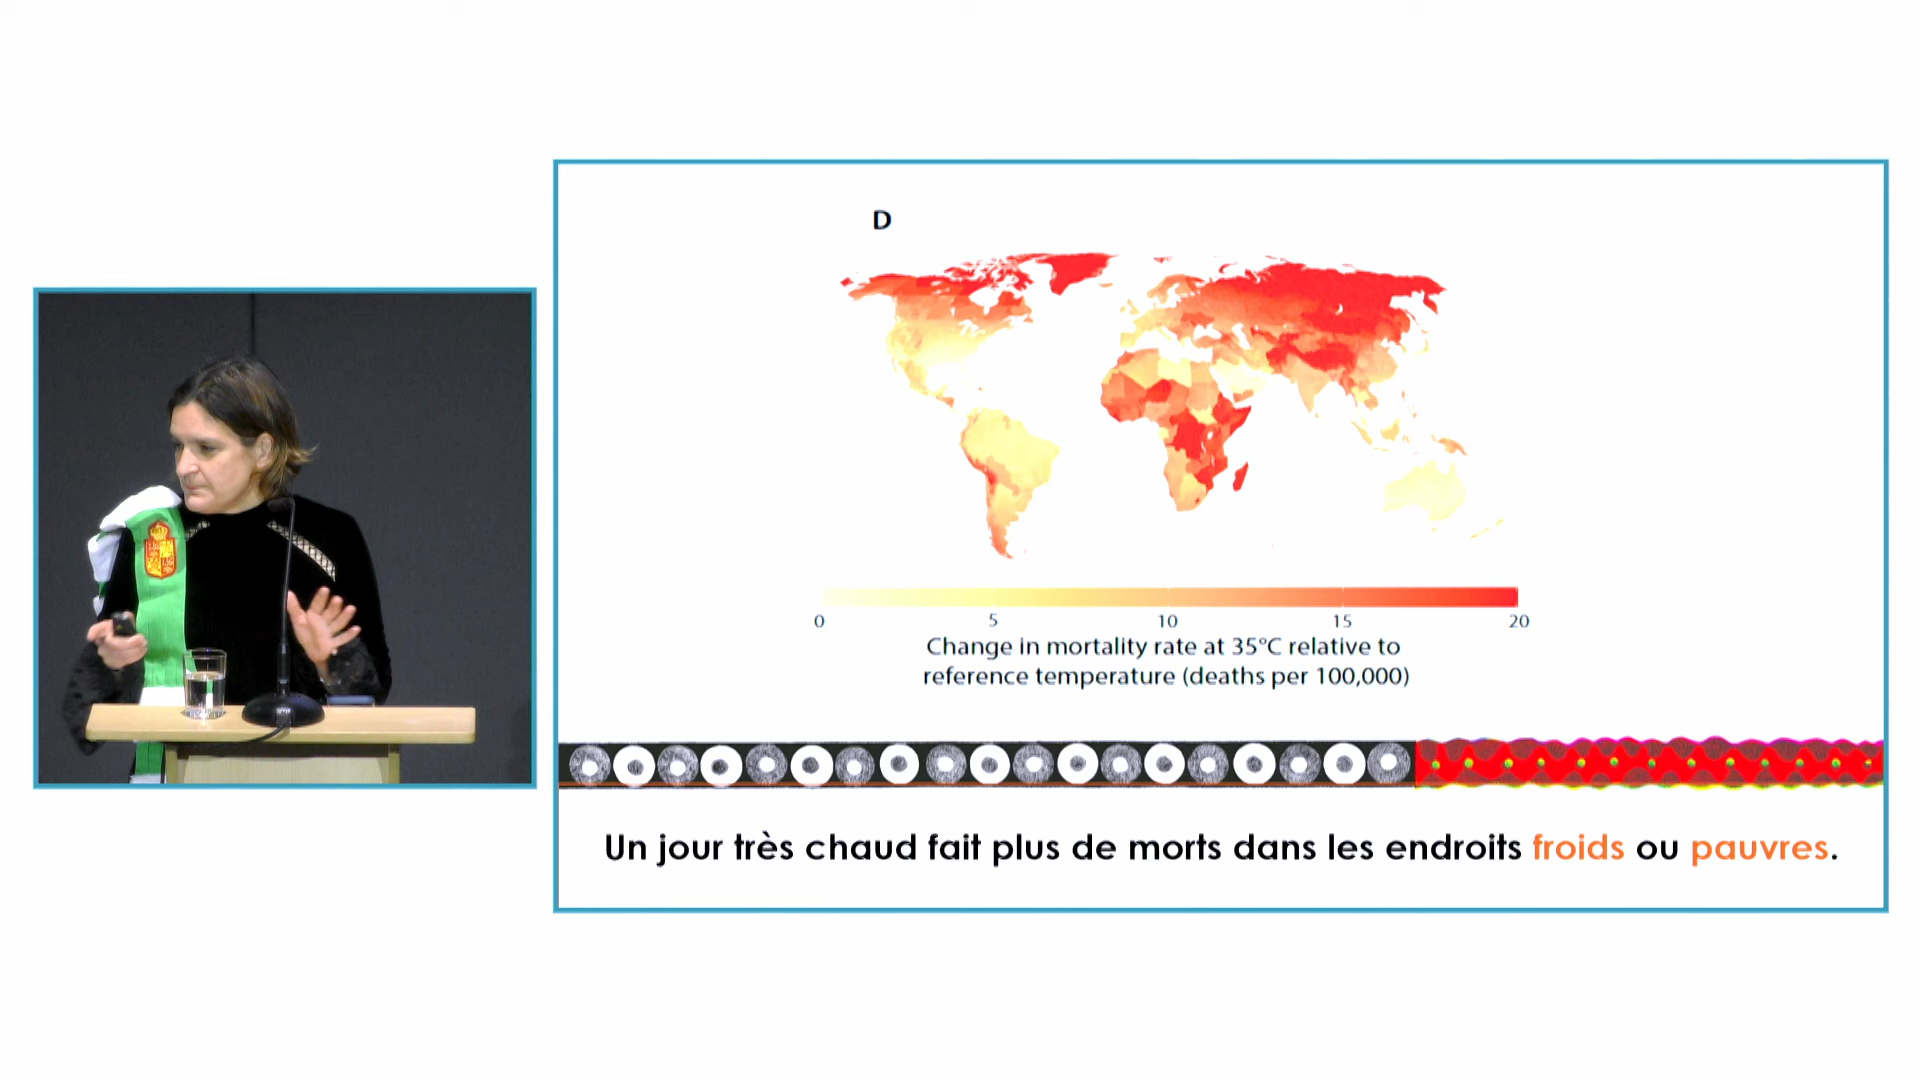 D
0 5 10 15 20
Change in mortality rate at 35°C relative to
reference temperature (deaths per 100,000)
Un jour très chaud fait plus de morts dans les endroits froids ou pauvres.